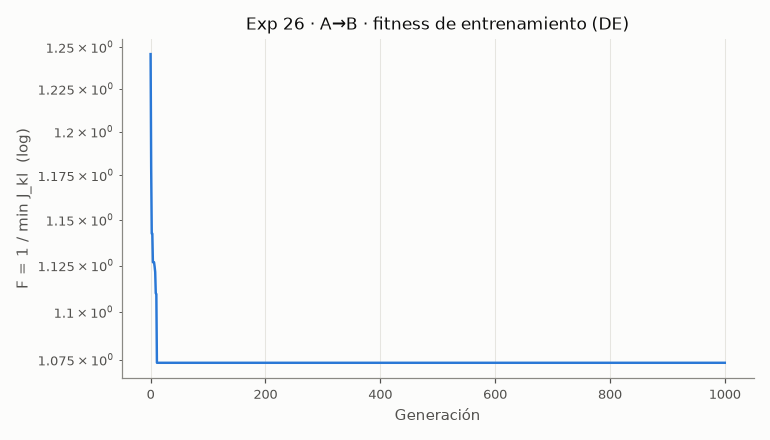 Exp 26 · A→B · fitness de entrenamiento (DE)
F = 1 / min J_kl (log)
1.25 × 10⁰
1.225 × 10⁰
1.2 × 10⁰
1.175 × 10⁰
1.15 × 10⁰
1.125 × 10⁰
1.1 × 10⁰
1.075 × 10⁰
0 200 400 600 800 1000
Generación